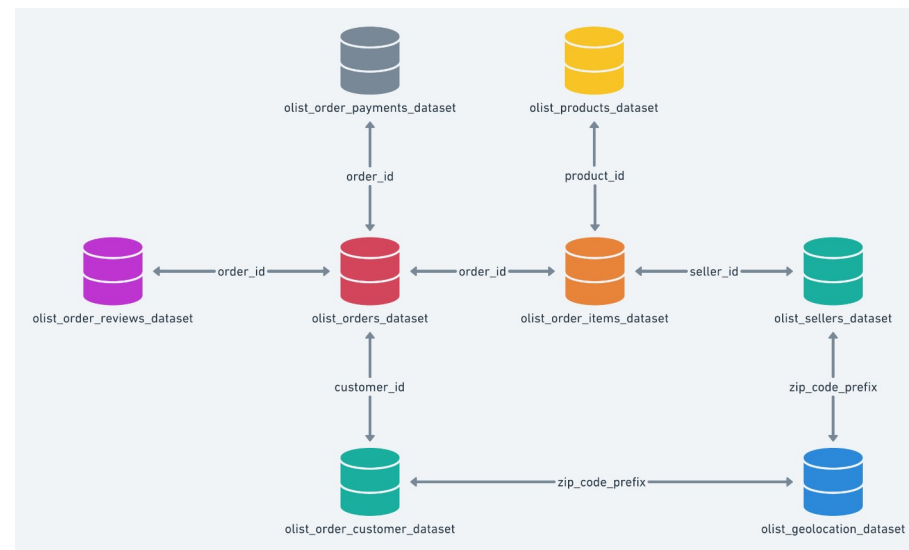 olist_order_payments_dataset
olist_products_dataset
order_id
product_id
order_id
order_id
seller_id
olist_order_reviews_dataset
olist_orders_dataset
olist_order_items_dataset
olist_sellers_dataset
customer_id
zip_code_prefix
zip_code_prefix
olist_order_customer_dataset
olist_geolocation_dataset